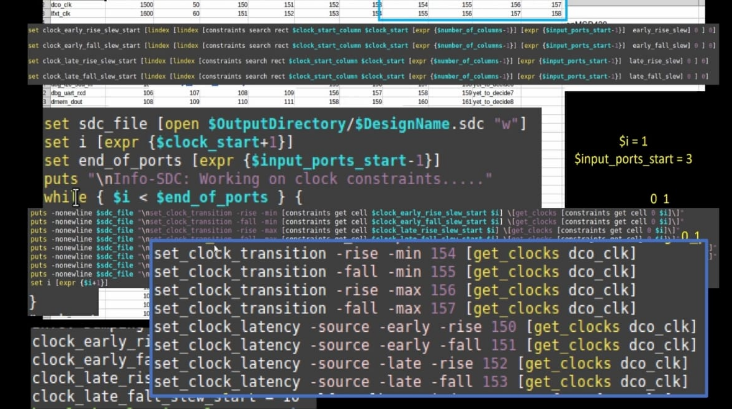 dco_clk 1500 50 150 151 152 153 154 155 156 157
ifxt_clk 1600 60 151 152 153 154 155 156 157 158
set clock_early_rise_slew_start [lindex [lindex [constraints search rect $clock_start_column $clock_start [expr {$number_of_columns-1}] [expr {$input_ports_start-1}] early_rise_slew] 0 ] 0]
set clock_early_fall_slew_start [lindex [lindex [constraints search rect $clock_start_column $clock_start [expr {$number_of_columns-1}] [expr {$input_ports_start-1}] early_fall_slew] 0 ] 0]
set clock_late_rise_slew_start [lindex [lindex [constraints search rect $clock_start_column $clock_start [expr {$number_of_columns-1}] [expr {$input_ports_start-1}] late_rise_slew] 0 ] 0]
set clock_late_fall_slew_start [lindex [lindex [constraints search rect $clock_start_column $clock_start [expr {$number_of_columns-1}] [expr {$input_ports_start-1}] late_fall_slew] 0 ] 0]
dbg_uart_rxd 106 107 108 109 156 157 158 159 yet_to_decide7
dmem_dout 108 109 110 111 158 159 160 161 yet_to_decide8
set sdc_file [open $OutputDirectory/$DesignName.sdc "w"]
set i [expr {$clock_start+1}]
set end_of_ports [expr {$input_ports_start-1}]
puts "\nInfo-SDC: Working on clock constraints....."
while { $i < $end_of_ports } {
$i = 1
$input_ports_start = 3
0 1
puts -nonewline $sdc_file "\nset_clock_transition -rise -min [constraints get cell $clock_early_rise_slew_start $i] \[get_clocks [constraints get cell 0 $i]\]"
puts -nonewline $sdc_file "\nset_clock_transition -fall -min [constraints get cell $clock_early_fall_slew_start $i] \[get_clocks [constraints get cell 0 $i]\]"
puts -nonewline $sdc_file "\nset_clock_transition -rise -max [constraints get cell $clock_late_rise_slew_start $i] \[get_clocks [constraints get cell 0 $i]\]"
puts -nonewline $sdc_file
0 1
puts -nonewline $sdc_file
puts -nonewline $sdc_file
puts -nonewline $sdc_file
puts -nonewline $sdc_file
set i [expr {$i+1}]
}
set_clock_transition -rise -min 154 [get_clocks dco_clk]
set_clock_transition -fall -min 155 [get_clocks dco_clk]
set_clock_transition -rise -max 156 [get_clocks dco_clk]
set_clock_transition -fall -max 157 [get_clocks dco_clk]
set_clock_latency -source -early -rise 150 [get_clocks dco_clk]
set_clock_latency -source -early -fall 151 [get_clocks dco_clk]
set_clock_latency -source -late -rise 152 [get_clocks dco_clk]
set_clock_latency -source -late -fall 153 [get_clocks dco_clk]
clock_early_ri
clock_early_fa
clock_late_ris
clock_late_fall_slew_start = 10